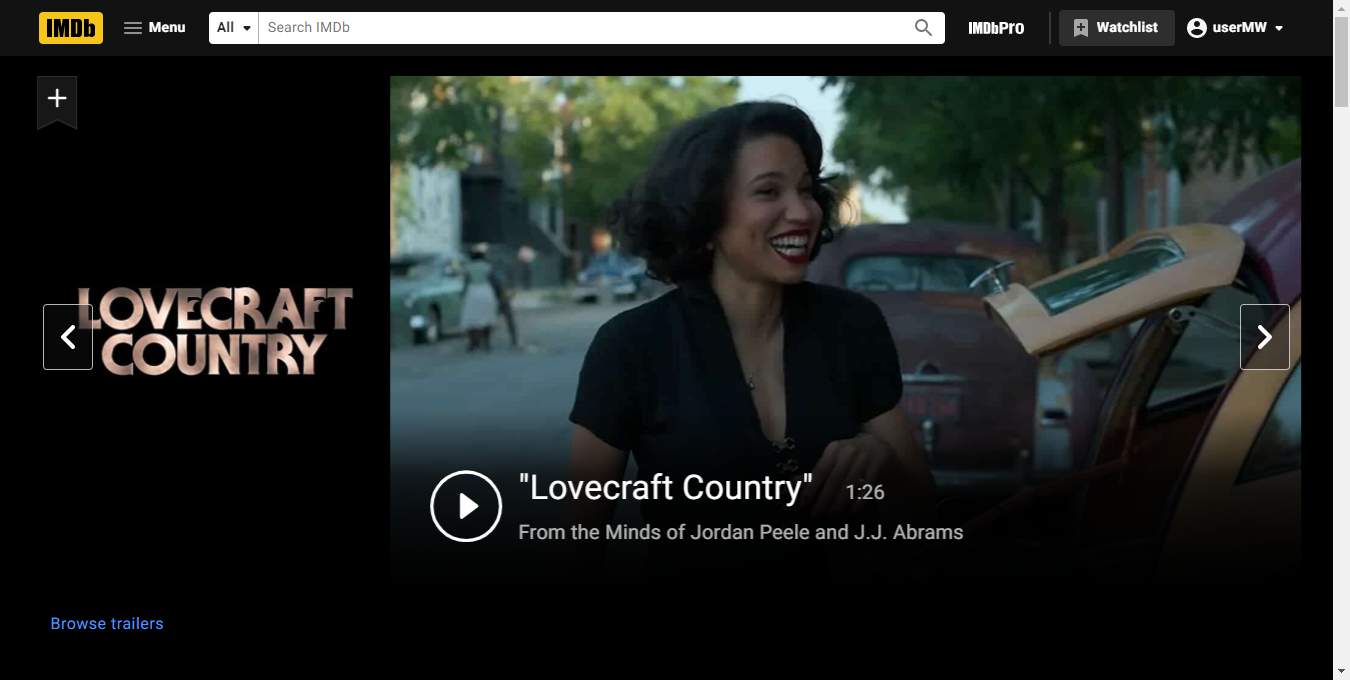 IMDb
Menu
All
Search IMDb
IMDbPro
Watchlist
userMW
LOVECRAFT
COUNTRY
"Lovecraft Country" 1:26
From the Minds of Jordan Peele and J.J. Abrams
Browse trailers